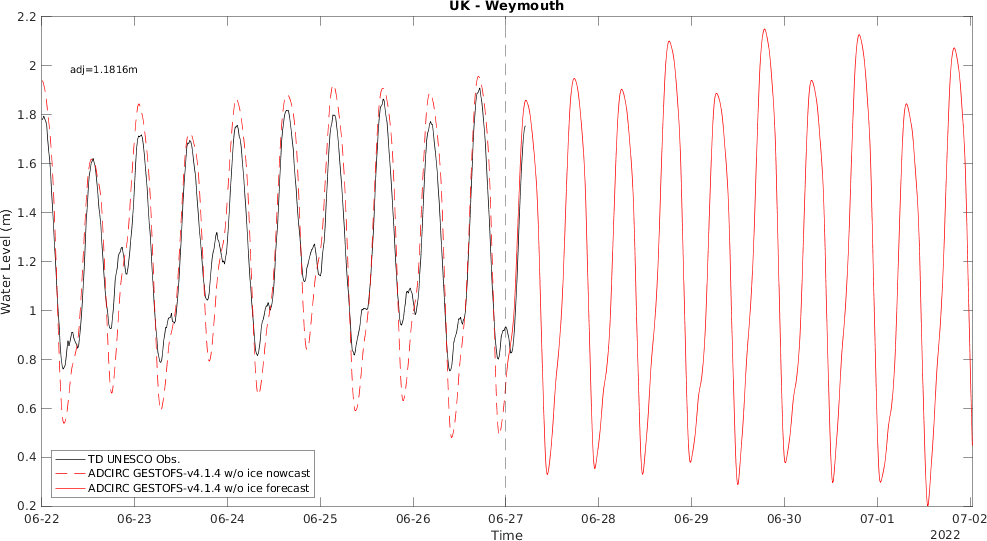 UK - Weymouth
2.2
2
1.8
1.6
1.4
1.2
1
0.8
0.6
0.4
0.2
Water Level (m)
adj=1.1816m
TD UNESCO Obs.
ADCIRC GESTOFS-v4.1.4 w/o ice nowcast
ADCIRC GESTOFS-v4.1.4 w/o ice forecast
06-22 06-23 06-24 06-25 06-26 06-27 06-28 06-29 06-30 07-01 07-02
Time
2022